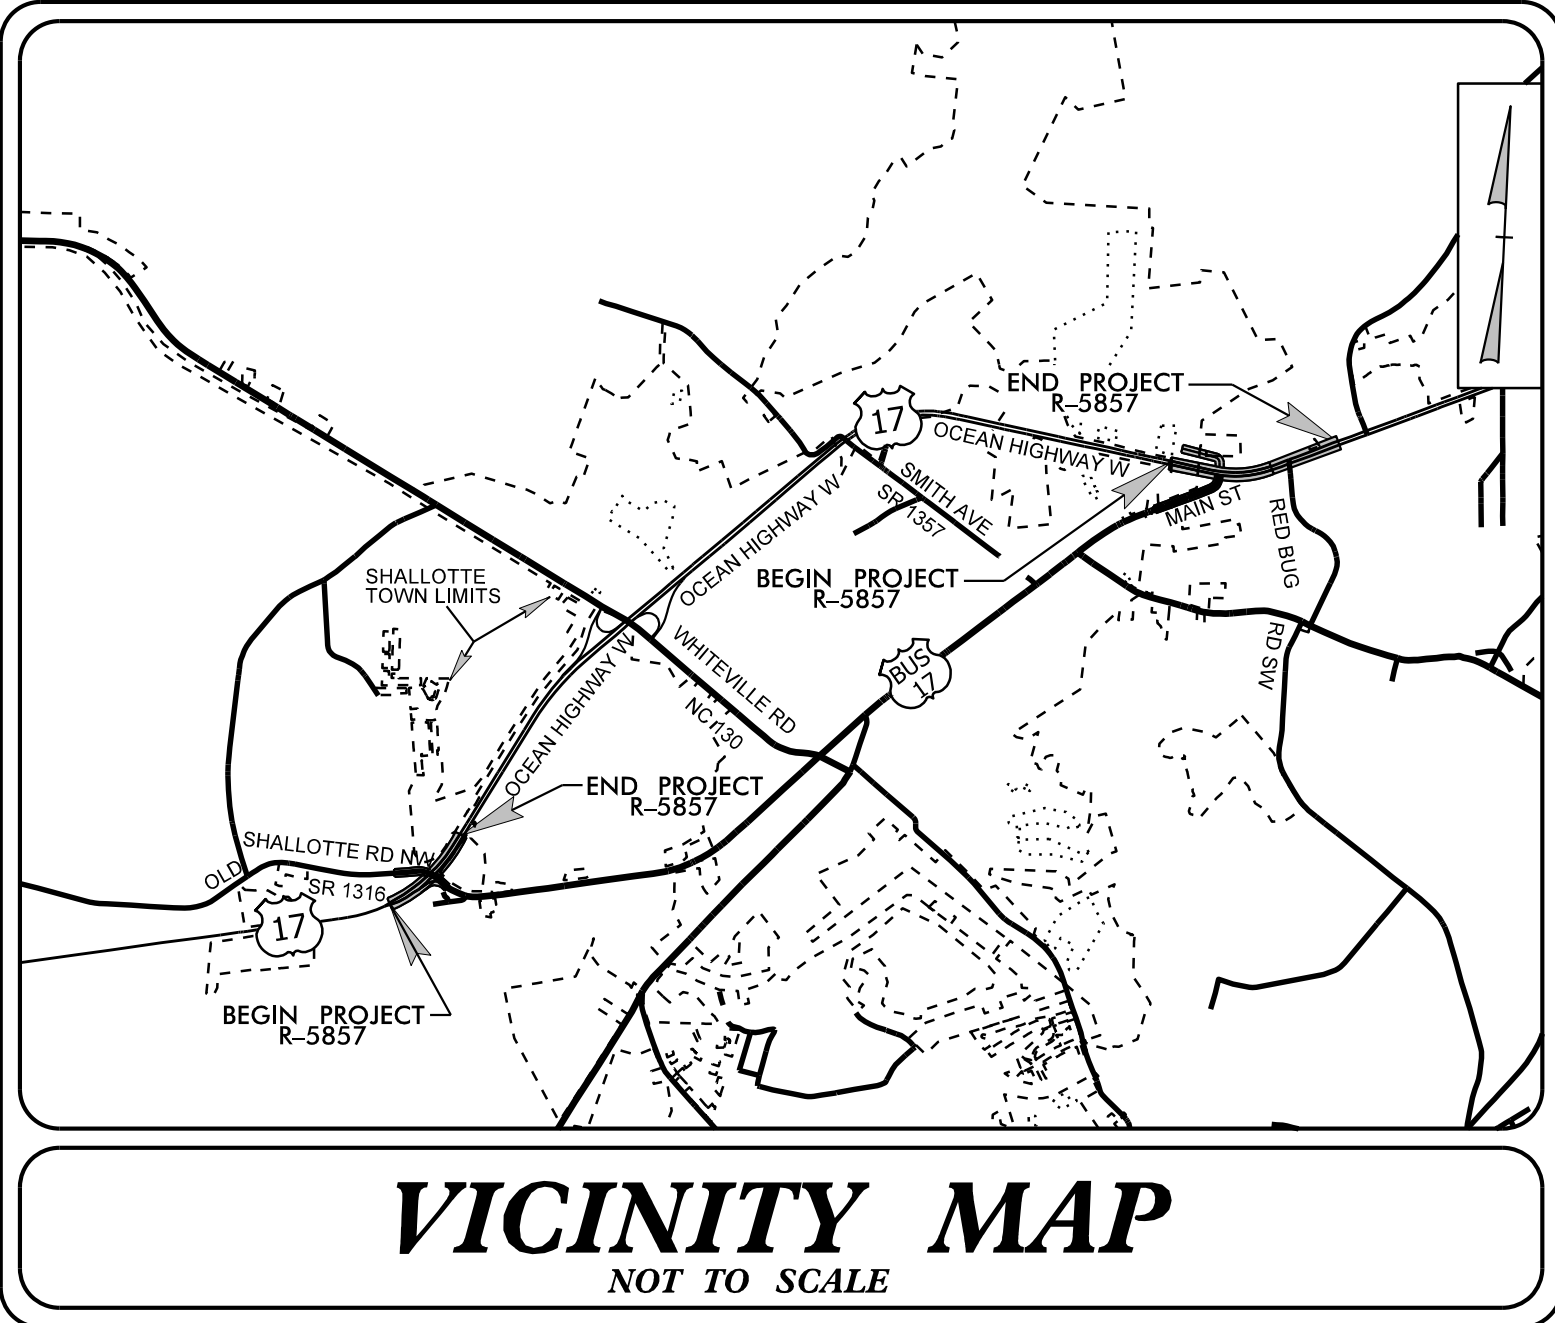 END PROJECT
R–5857
17
OCEAN HIGHWAY W
SMITH AVE
SR 1357
MAIN ST
RED BUG
RD SW
OCEAN HIGHWAY W
BEGIN PROJECT
R–5857
SHALLOTTE
TOWN LIMITS
WHITEVILLE RD
NC 130
BUS
17
OCEAN HIGHWAY W
END PROJECT
R–5857
OLD
SHALLOTTE RD NW
SR 1316
17
BEGIN PROJECT
R–5857
VICINITY MAP
NOT TO SCALE